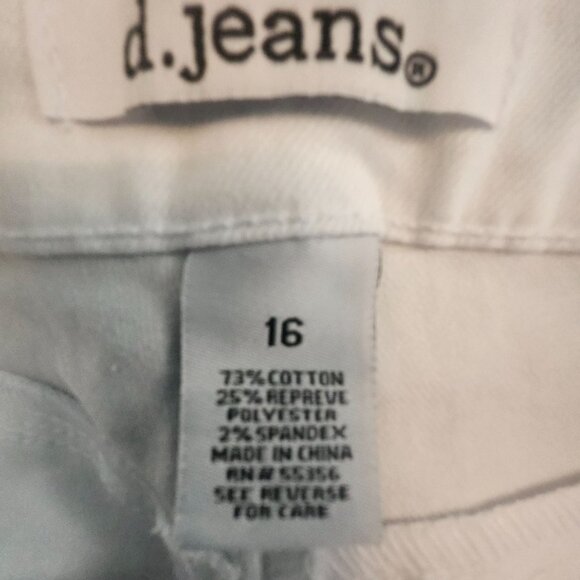 d.jeans®
16
73% COTTON
25% REPREVE
POLYESTER
2% SPANDEX
MADE IN CHINA
RN# 55356
SEE REVERSE
FOR CARE